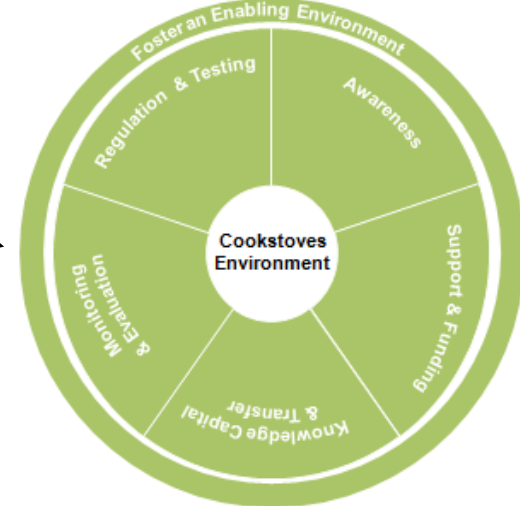 Foster an Enabling Environment
Regulation & Testing
Awareness
Cookstoves
Environment
Support & Funding
Monitoring
& Evaluation
Knowledge Capital
& Transfer